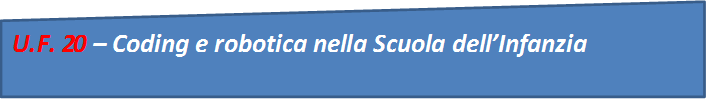 U.F. 20 – Coding e robotica nella Scuola dell’Infanzia